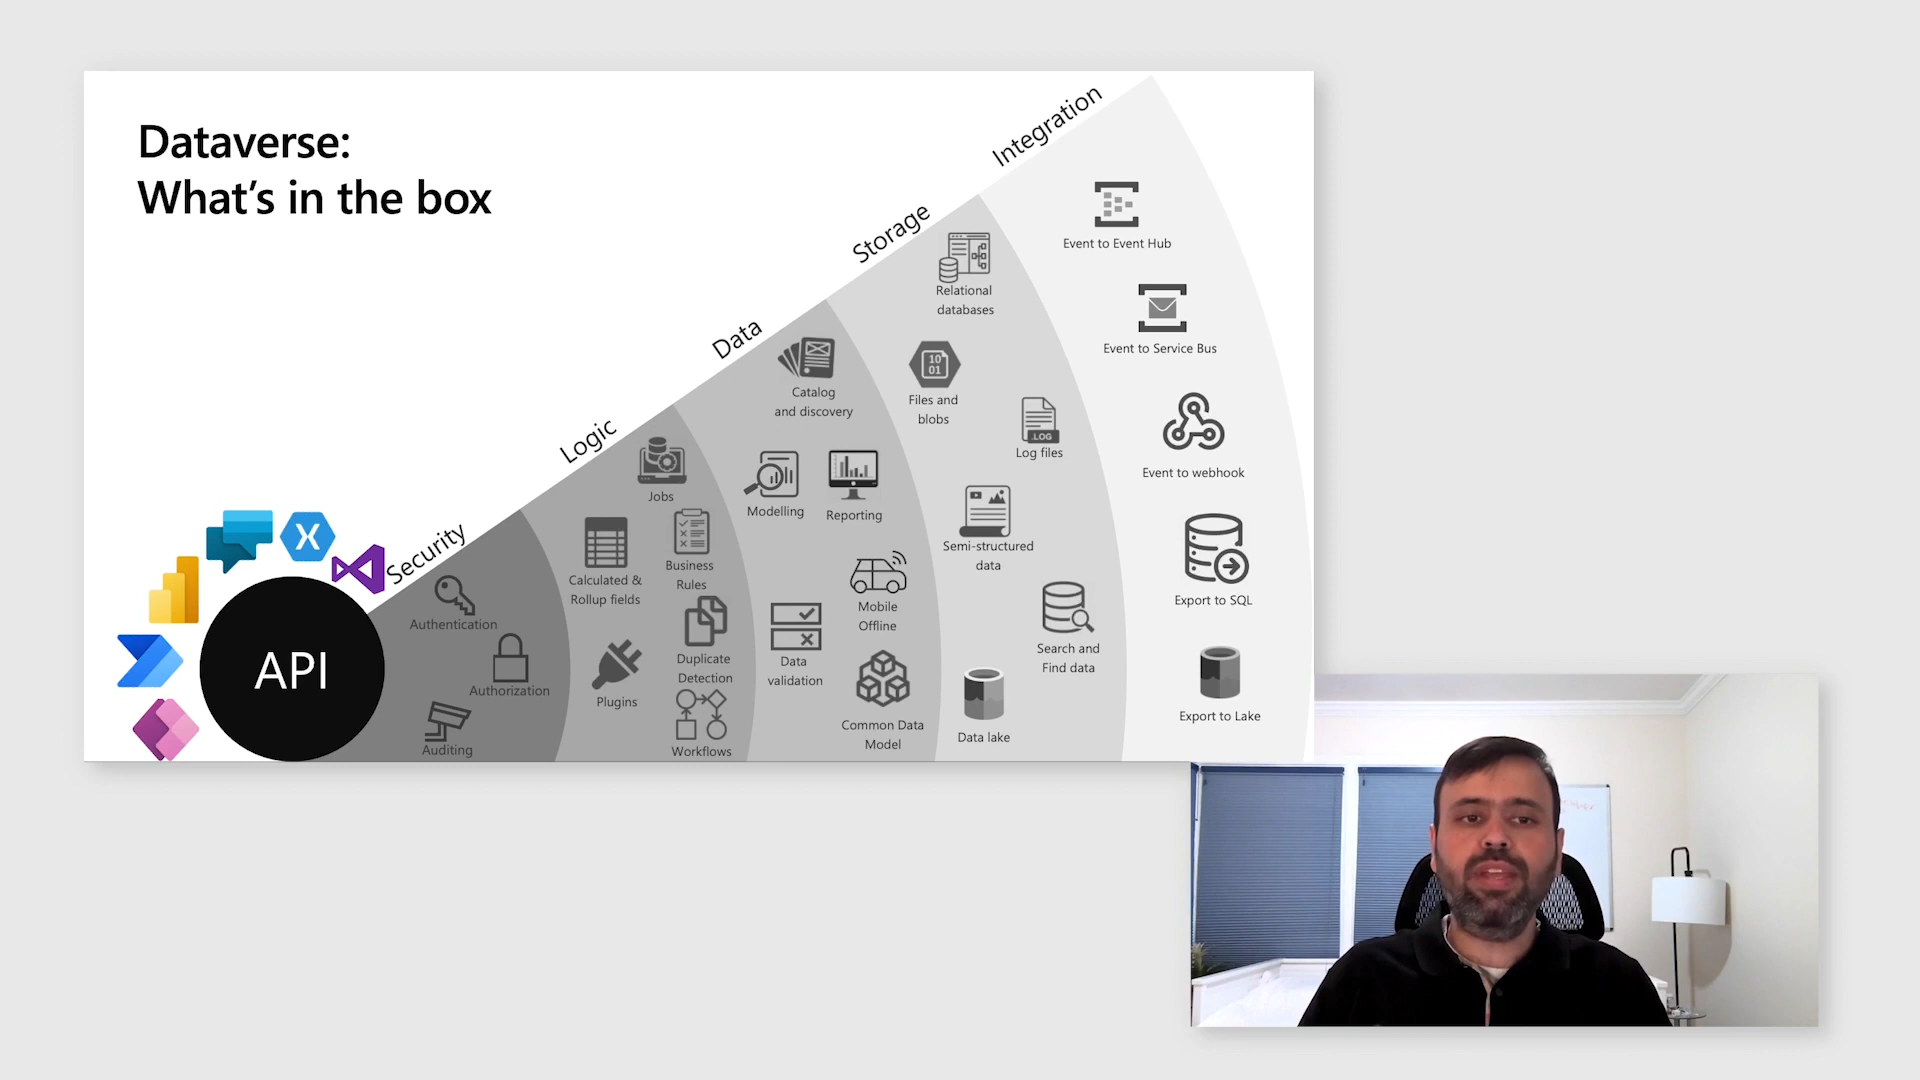 Dataverse:
What's in the box
API
Security
Authentication
Authorization
Auditing
Logic
Jobs
Calculated &
Rollup fields
Business
Rules
Duplicate
Detection
Plugins
Workflows
Data
Catalog
and discovery
Modelling
Reporting
Mobile
Offline
Data
validation
Common Data
Model
Storage
Relational
databases
10
01
Files and
blobs
.LOG
Log files
Semi-structured
data
Search and
Find data
Data lake
Integration
Event to Event Hub
Event to Service Bus
Event to webhook
Export to SQL
Export to Lake